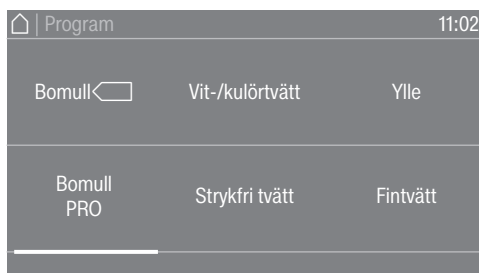 | Program 11:02
Bomull Vit-/kulörtvätt Ylle
Bomull
PRO
Strykfri tvätt Fintvätt